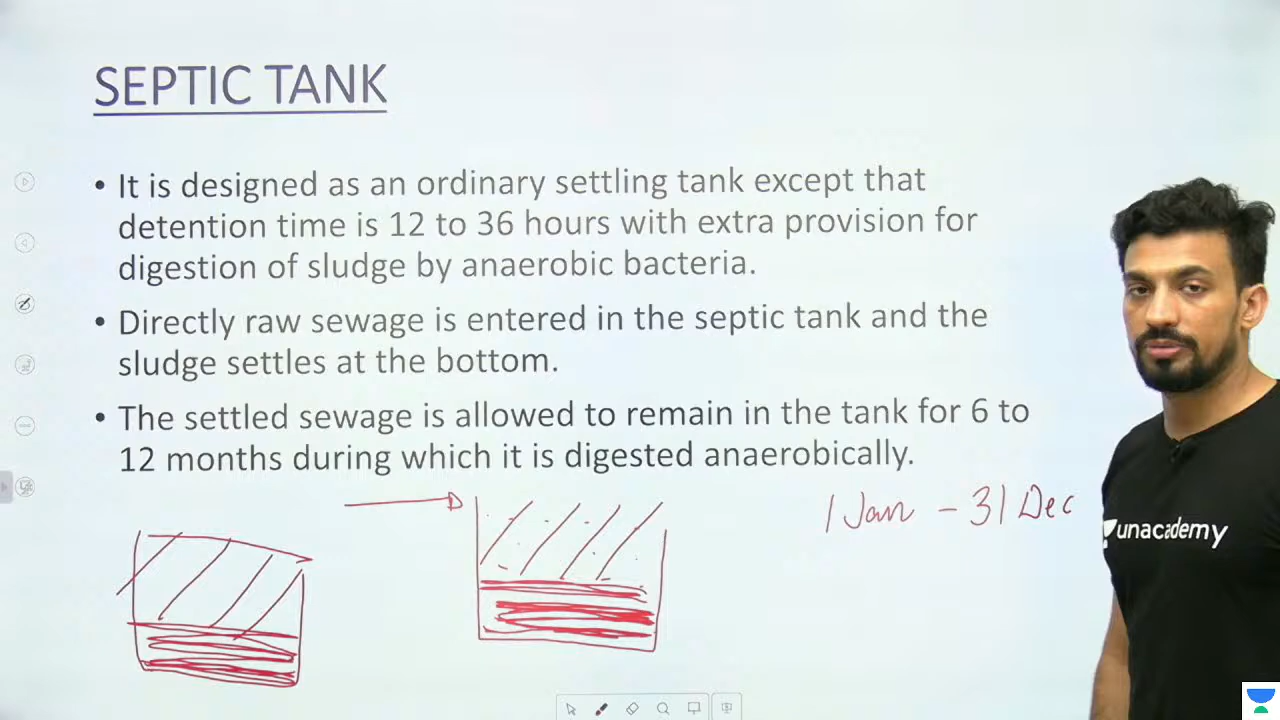 SEPTIC TANK
• It is designed as an ordinary settling tank except that
detention time is 12 to 36 hours with extra provision for
digestion of sludge by anaerobic bacteria.
• Directly raw sewage is entered in the septic tank and the
sludge settles at the bottom.
• The settled sewage is allowed to remain in the tank for 6 to
12 months during which it is digested anaerobically.
1 Jan - 31 Dec
unacademy